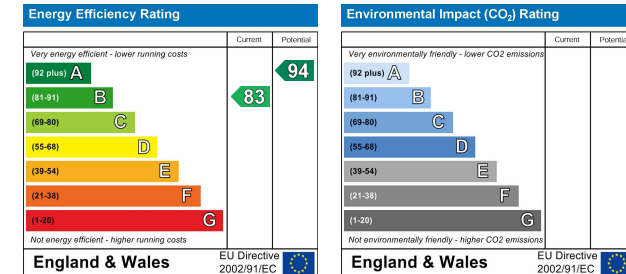 Energy Efficiency Rating
Current Potential
Very energy efficient - lower running costs
(92 plus) A
94
(81-91) B
83
(69-80) C
(55-68) D
(39-54) E
(21-38) F
(1-20) G
Not energy efficient - higher running costs
England & Wales
EU Directive
2002/91/EC
Environmental Impact (CO₂) Rating
Current Potential
Very environmentally friendly - lower CO2 emissions
(92 plus) A
(81-91) B
(69-80) C
(55-68) D
(39-54) E
(21-38) F
(1-20) G
Not environmentally friendly - higher CO2 emissions
England & Wales
EU Directive
2002/91/EC